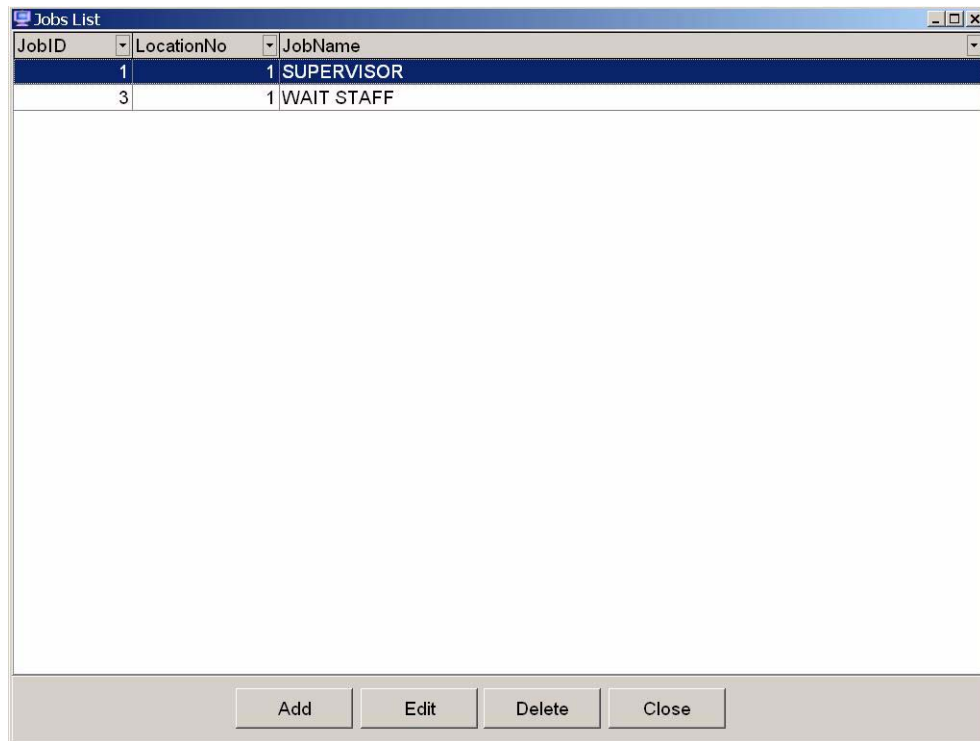 Jobs List
JobID LocationNo JobName
1 1 SUPERVISOR
3 1 WAIT STAFF
Add Edit Delete Close